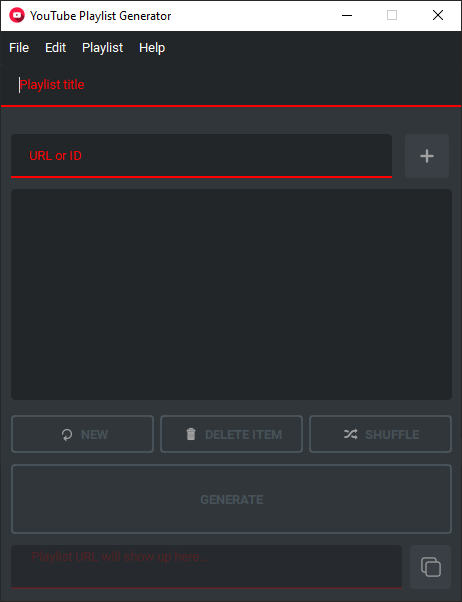 YouTube Playlist Generator
File Edit Playlist Help
Playlist title
URL or ID
NEW DELETE ITEM SHUFFLE
GENERATE
Playlist URL will show up here...